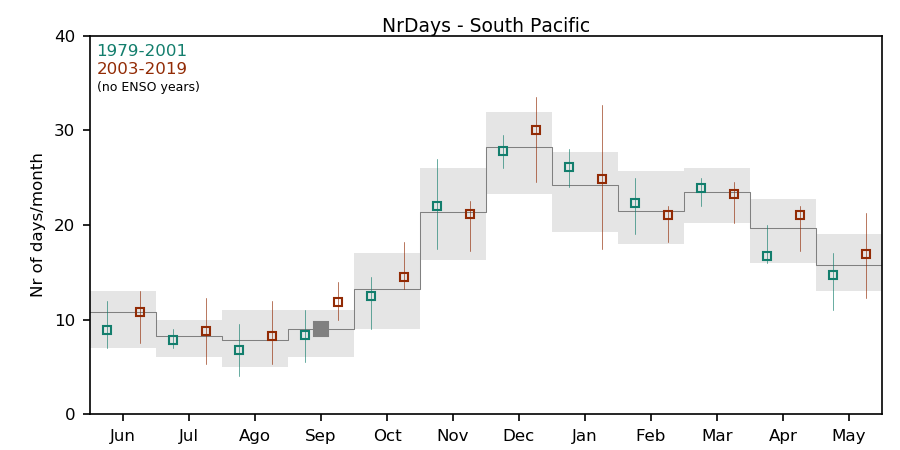 NrDays - South Pacific
40
1979-2001
2003-2019
(no ENSO years)
30
Nr of days/month
20
10
0
Jun Jul Ago Sep Oct Nov Dec Jan Feb Mar Apr May